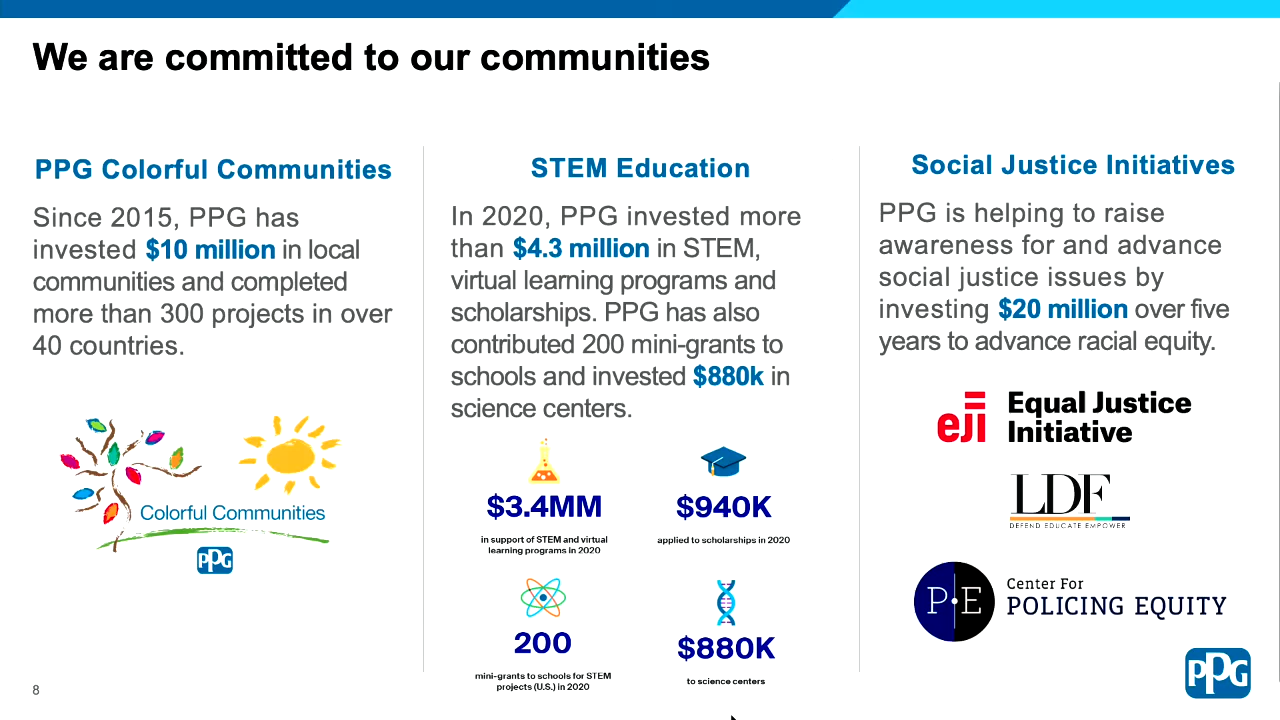 We are committed to our communities
PPG Colorful Communities
Since 2015, PPG has
invested $10 million in local
communities and completed
more than 300 projects in over
40 countries.
Colorful Communities
PPG
STEM Education
In 2020, PPG invested more
than $4.3 million in STEM,
virtual learning programs and
scholarships. PPG has also
contributed 200 mini-grants to
schools and invested $880k in
science centers.
$3.4MM
in support of STEM and virtual
learning programs in 2020
$940K
applied to scholarships in 2020
200
mini-grants to schools for STEM
projects (U.S.) in 2020
$880K
to science centers
Social Justice Initiatives
PPG is helping to raise
awareness for and advance
social justice issues by
investing $20 million over five
years to advance racial equity.
eji Equal Justice
Initiative
LDF
DEFEND EDUCATE EMPOWER
P E
Center For
POLICING EQUITY
PPG
8